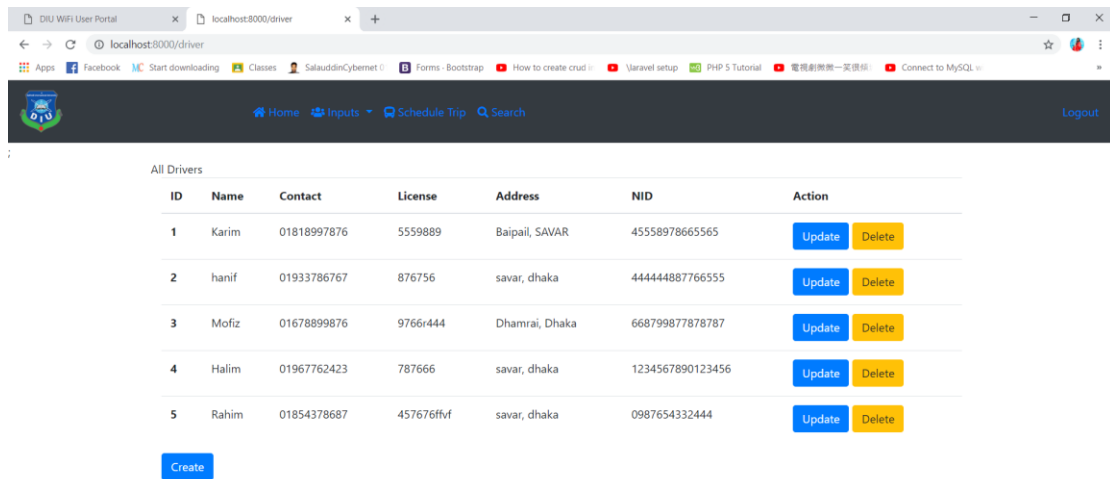 DIU WiFi User Portal localhost:8000/driver
localhost:8000/driver
Apps Facebook Start downloading Classes SalauddinCybernet Forms - Bootstrap How to create crud \laravel setup PHP 5 Tutorial Connect to MySQL
DIU Home Inputs Schedule Trip Search Logout
;
All Drivers
ID Name Contact License Address NID Action
1 Karim 01818997876 5559889 Baipail, SAVAR 45558978665565 Update Delete
2 hanif 01933786767 876756 savar, dhaka 444444887766555 Update Delete
3 Mofiz 01678899876 9766r444 Dhamrai, Dhaka 668799877878787 Update Delete
4 Halim 01967762423 787666 savar, dhaka 1234567890123456 Update Delete
5 Rahim 01854378687 457676ffvf savar, dhaka 0987654332444 Update Delete
Create